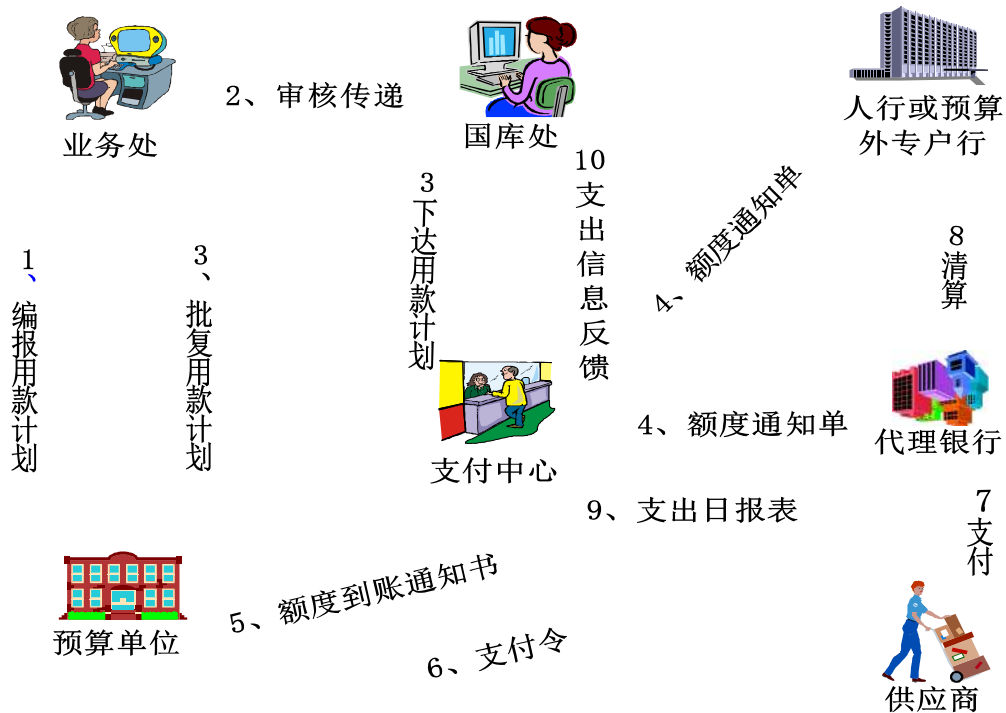 2、审核传递
业务处
国库处
人行或预算
外专户行
1、编报用款计划
3、批复用款计划
3下达用款计划
10支出信息反馈
4、额度通知单
8清算
支付中心
4、额度通知单
代理银行
9、支出日报表
7支付
预算单位
5、额度到账通知书
6、支付令
供应商